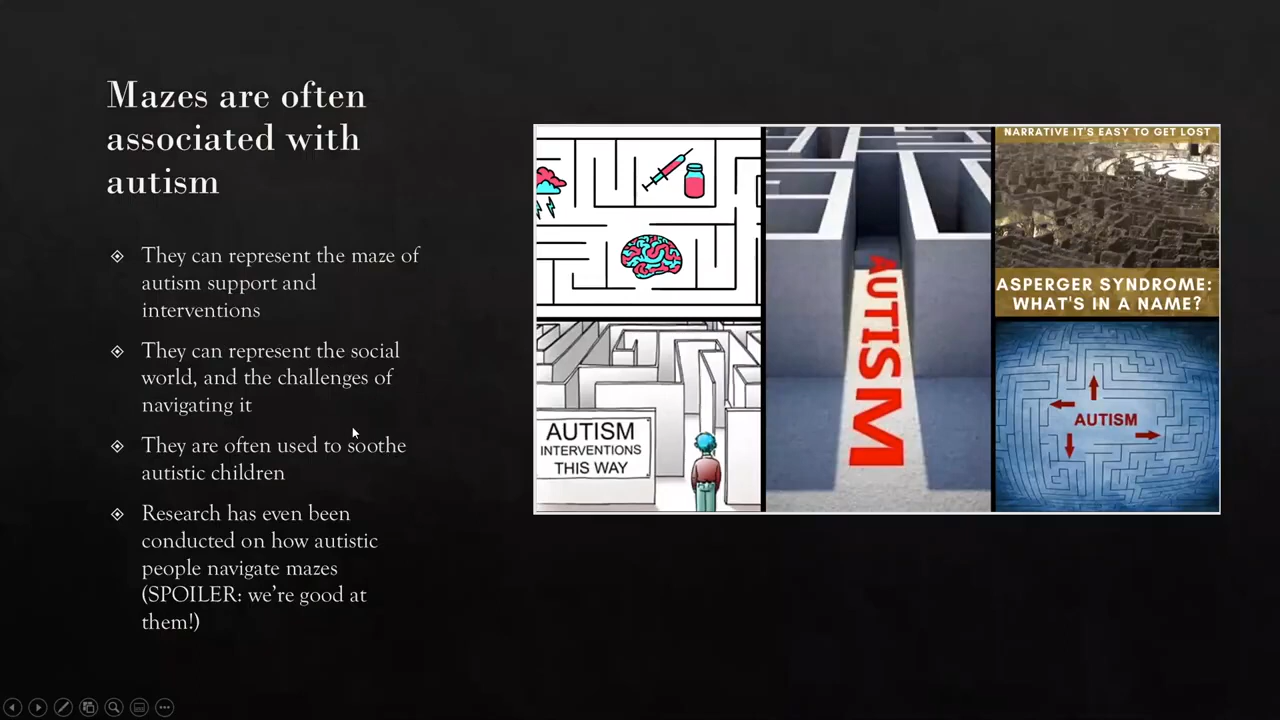 Mazes are often
associated with
autism
They can represent the maze of
autism support and
interventions
They can represent the social
world, and the challenges of
navigating it
They are often used to soothe
autistic children
Research has even been
conducted on how autistic
people navigate mazes
(SPOILER: we're good at
them!)
AUTISM
INTERVENTIONS
THIS WAY
AUTISM
NARRATIVE IT'S EASY TO GET LOST
ASPERGER SYNDROME:
WHAT'S IN A NAME?
AUTISM